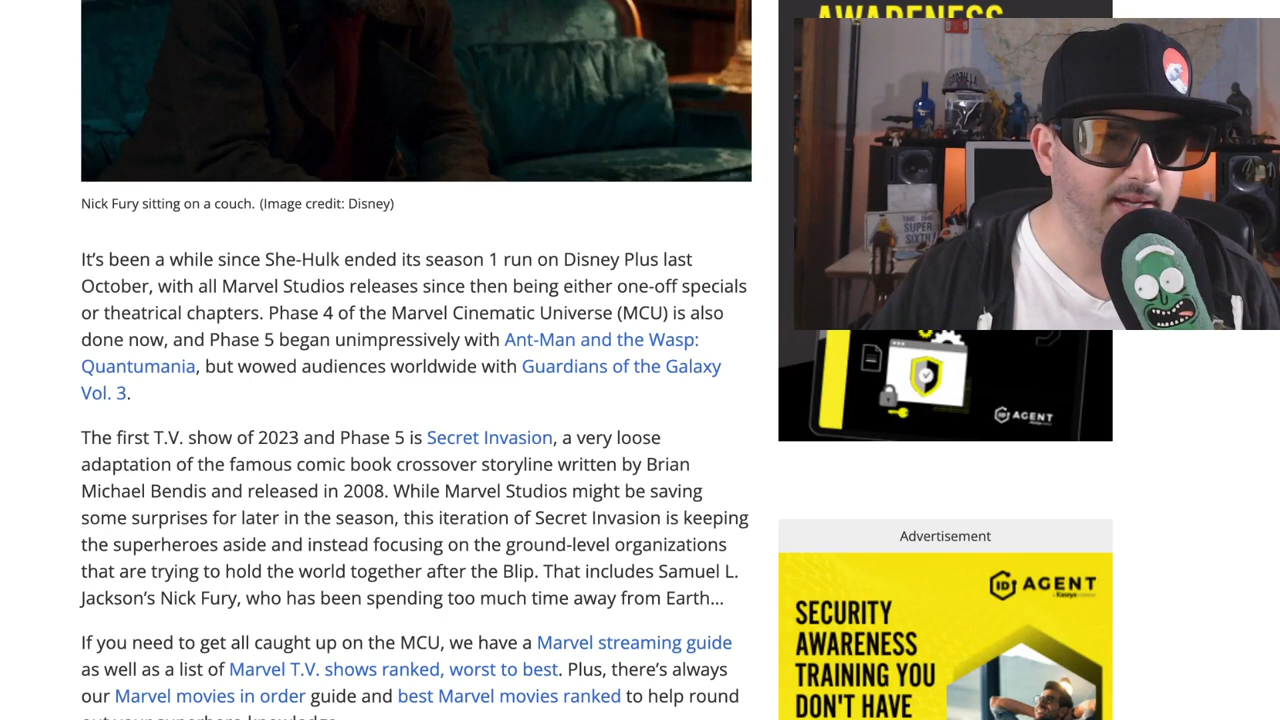 Nick Fury sitting on a couch. (Image credit: Disney)
It's been a while since She-Hulk ended its season 1 run on Disney Plus last
October, with all Marvel Studios releases since then being either one-off specials
or theatrical chapters. Phase 4 of the Marvel Cinematic Universe (MCU) is also
done now, and Phase 5 began unimpressively with Ant-Man and the Wasp:
Quantumania, but wowed audiences worldwide with Guardians of the Galaxy
Vol. 3.
The first T.V. show of 2023 and Phase 5 is Secret Invasion, a very loose
adaptation of the famous comic book crossover storyline written by Brian
Michael Bendis and released in 2008. While Marvel Studios might be saving
some surprises for later in the season, this iteration of Secret Invasion is keeping
the superheroes aside and instead focusing on the ground-level organizations
that are trying to hold the world together after the Blip. That includes Samuel L.
Jackson's Nick Fury, who has been spending too much time away from Earth...
If you need to get all caught up on the MCU, we have a Marvel streaming guide
as well as a list of Marvel T.V. shows ranked, worst to best. Plus, there's always
our Marvel movies in order guide and best Marvel movies ranked to help round
AWARENESS
SUPER
SIXTH
ID AGENT
Advertisement
ID AGENT
a Kaseya
SECURITY
AWARENESS
TRAINING YOU
DON'T HAVE